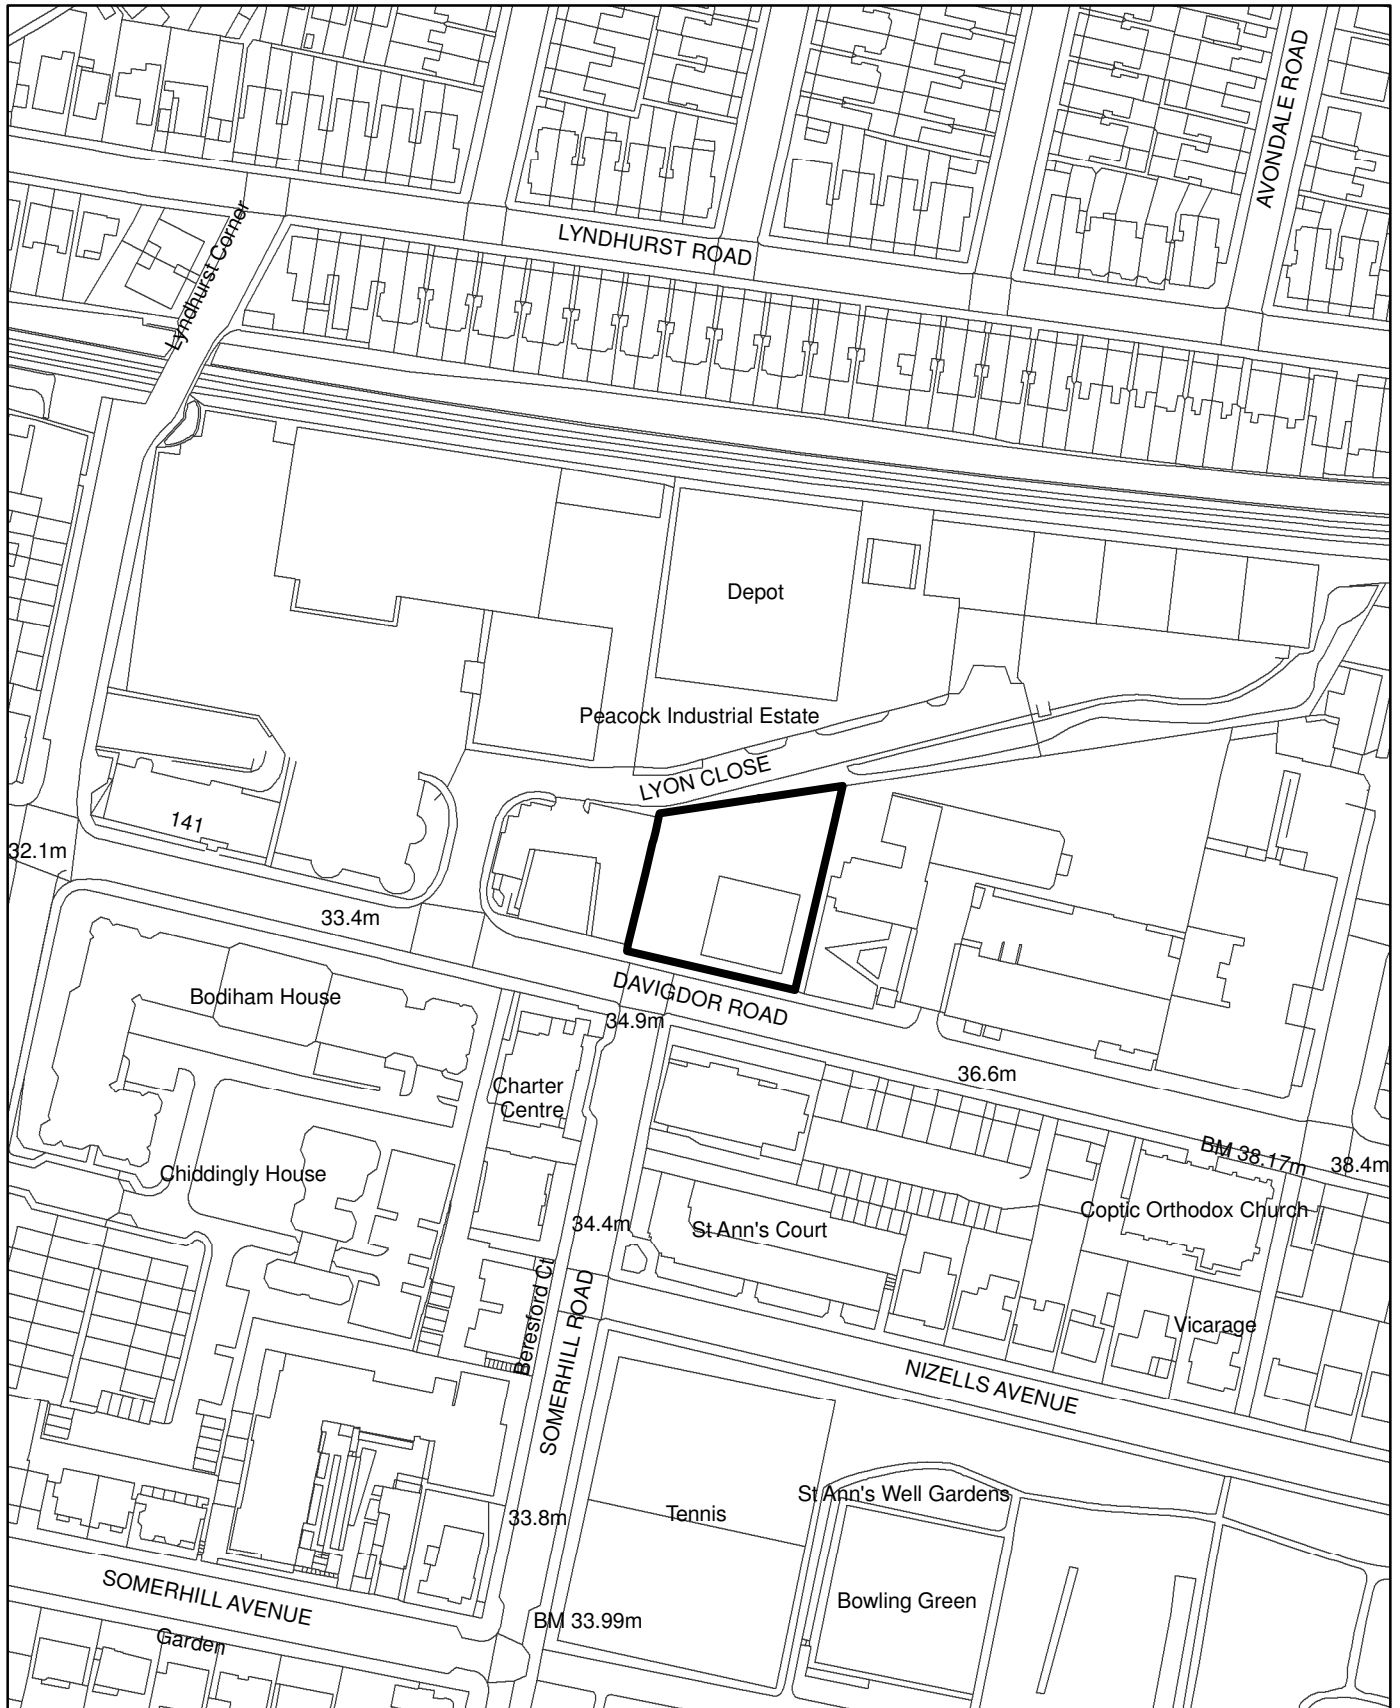 AVONDALE ROAD
LYNDHURST ROAD
Lyndhurst Corner
Depot
Peacock Industrial Estate
LYON CLOSE
141
32.1m
33.4m
DAVIGDOR ROAD
Bodiham House
34.9m
36.6m
Charter
Centre
BM 38.17m
38.4m
Chiddingly House
Coptic Orthodox Church
34.4m
St Ann's Court
Beresford Ct
SOMERHILL ROAD
Vicarage
NIZELLS AVENUE
St Ann's Well Gardens
Tennis
33.8m
SOMERHILL AVENUE
Bowling Green
BM 33.99m
Garden